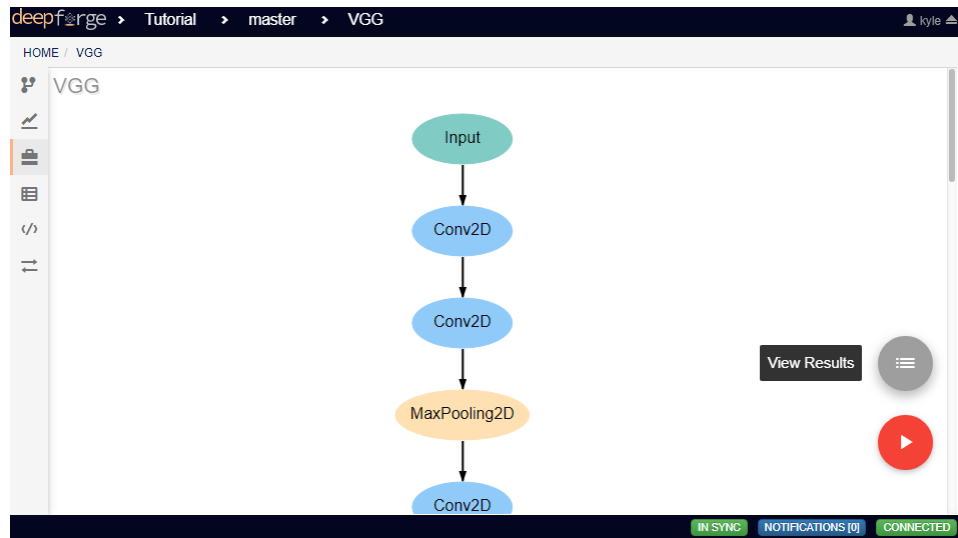 deepforge > Tutorial > master > VGG kyle
HOME / VGG
VGG
Input
Conv2D
Conv2D
View Results
MaxPooling2D
Conv2D
IN SYNC NOTIFICATIONS [0] CONNECTED